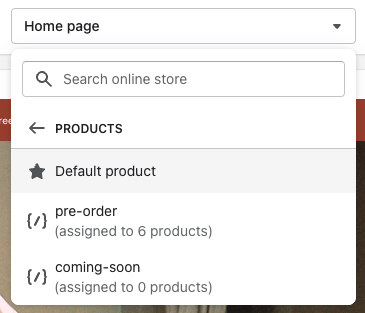 Home page
Search online store
PRODUCTS
Default product
pre-order
(assigned to 6 products)
coming-soon
(assigned to 0 products)